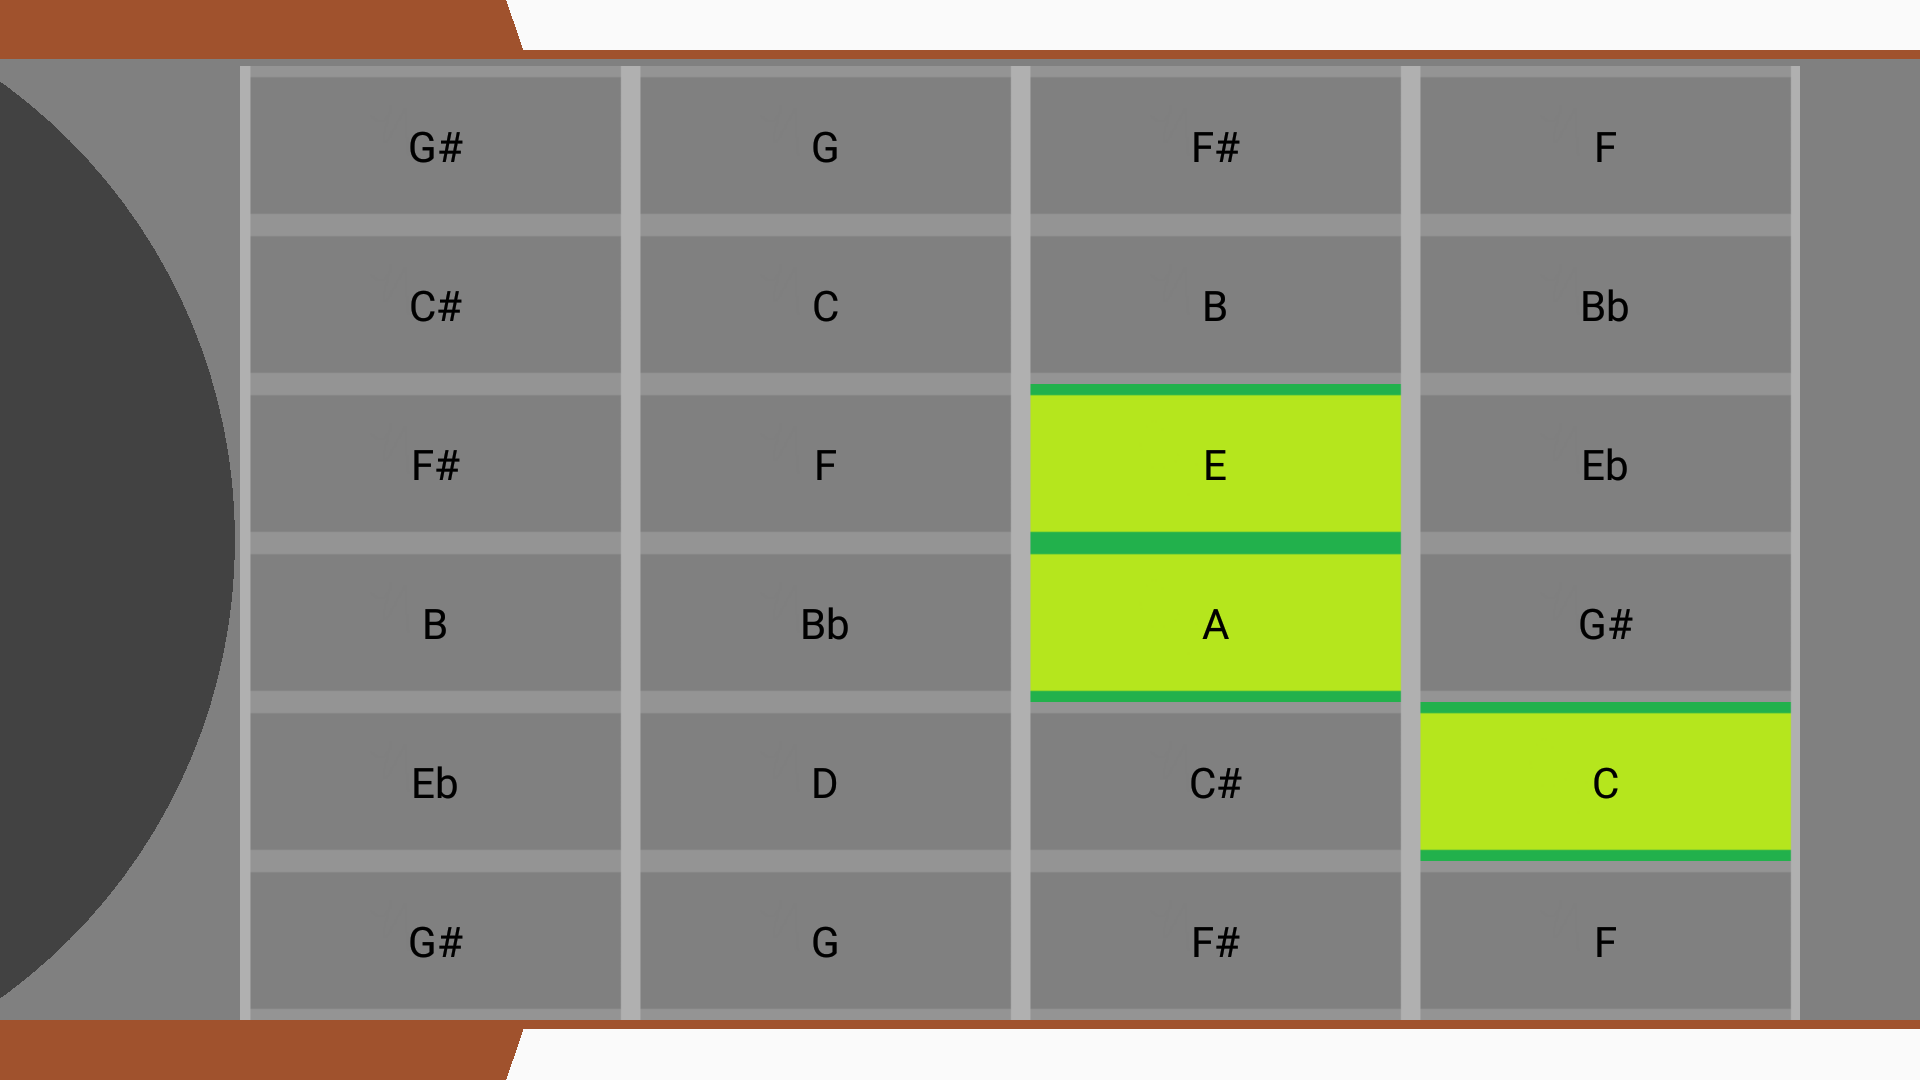 G# G F# F
C# C B Bb
F# F E Eb
B Bb A G#
Eb D C# C
G# G F# F